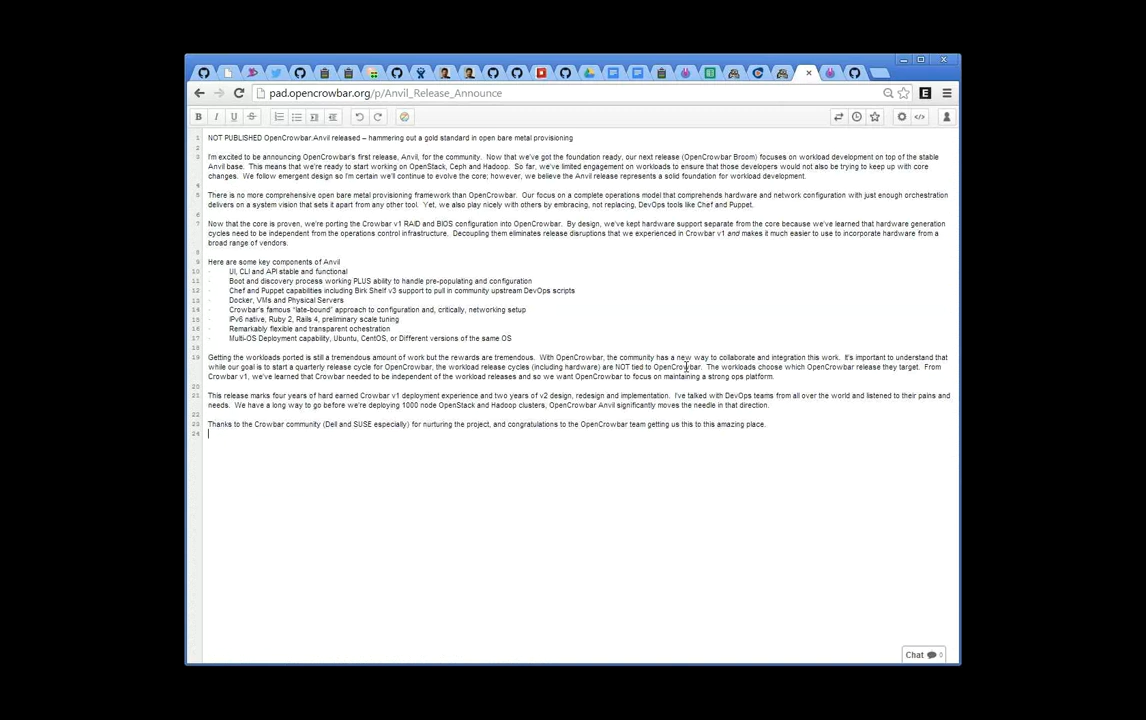 pad.opencrowbar.org/p/Anvil_Release_Announce
1 NOT PUBLISHED OpenCrowbar.Anvil released – hammering out a gold standard in open bare metal provisioning
2
3 I'm excited to be announcing OpenCrowbar's first release, Anvil, for the community. Now that we've got the foundation ready, our next release (OpenCrowbar Broom) focuses on workload development on top of the stable
Anvil base. This means that we're ready to start working on OpenStack, Ceph and Hadoop. So far, we've limited engagement on workloads to ensure that those developers would not also be trying to keep up with core
changes. We follow emergent design so I'm certain we'll continue to evolve the core; however, we believe the Anvil release represents a solid foundation for workload development.
4
5 There is no more comprehensive open bare metal provisioning framework than OpenCrowbar. Our focus on a complete operations model that comprehends hardware and network configuration with just enough orchestration
delivers on a system vision that sets it apart from any other tool. Yet, we also play nicely with others by embracing, not replacing, DevOps tools like Chef and Puppet.
6
7 Now that the core is proven, we're porting the Crowbar v1 RAID and BIOS configuration into OpenCrowbar. By design, we've kept hardware support separate from the core because we've learned that hardware generation
cycles need to be independent from the operations control infrastructure. Decoupling them eliminates release disruptions that we experienced in Crowbar v1 and makes it much easier to use to incorporate hardware from a
broad range of vendors.
8
9 Here are some key components of Anvil
10 · UI, CLI and API stable and functional
11 · Boot and discovery process working PLUS ability to handle pre-populating and configuration
12 · Chef and Puppet capabilities including Birk Shelf v3 support to pull in community upstream DevOps scripts
13 · Docker, VMs and Physical Servers
14 · Crowbar's famous "late-bound" approach to configuration and, critically, networking setup
15 · IPv6 native, Ruby 2, Rails 4, preliminary scale tuning
16 · Remarkably flexible and transparent ochestration
17 · Multi-OS Deployment capability, Ubuntu, CentOS, or Different versions of the same OS
18
19 Getting the workloads ported is still a tremendous amount of work but the rewards are tremendous. With OpenCrowbar, the community has a new way to collaborate and integration this work. It's important to understand that
while our goal is to start a quarterly release cycle for OpenCrowbar, the workload release cycles (including hardware) are NOT tied to OpenCrowbar. The workloads choose which OpenCrowbar release they target. From
Crowbar v1, we've learned that Crowbar needed to be independent of the workload releases and so we want OpenCrowbar to focus on maintaining a strong ops platform.
20
21 This release marks four years of hard earned Crowbar v1 deployment experience and two years of v2 design, redesign and implementation. I've talked with DevOps teams from all over the world and listened to their pains and
needs. We have a long way to go before we're deploying 1000 node OpenStack and Hadoop clusters, OpenCrowbar Anvil significantly moves the needle in that direction.
22
23 Thanks to the Crowbar community (Dell and SUSE especially) for nurturing the project, and congratulations to the OpenCrowbar team getting us this to this amazing place.
24
Chat 0